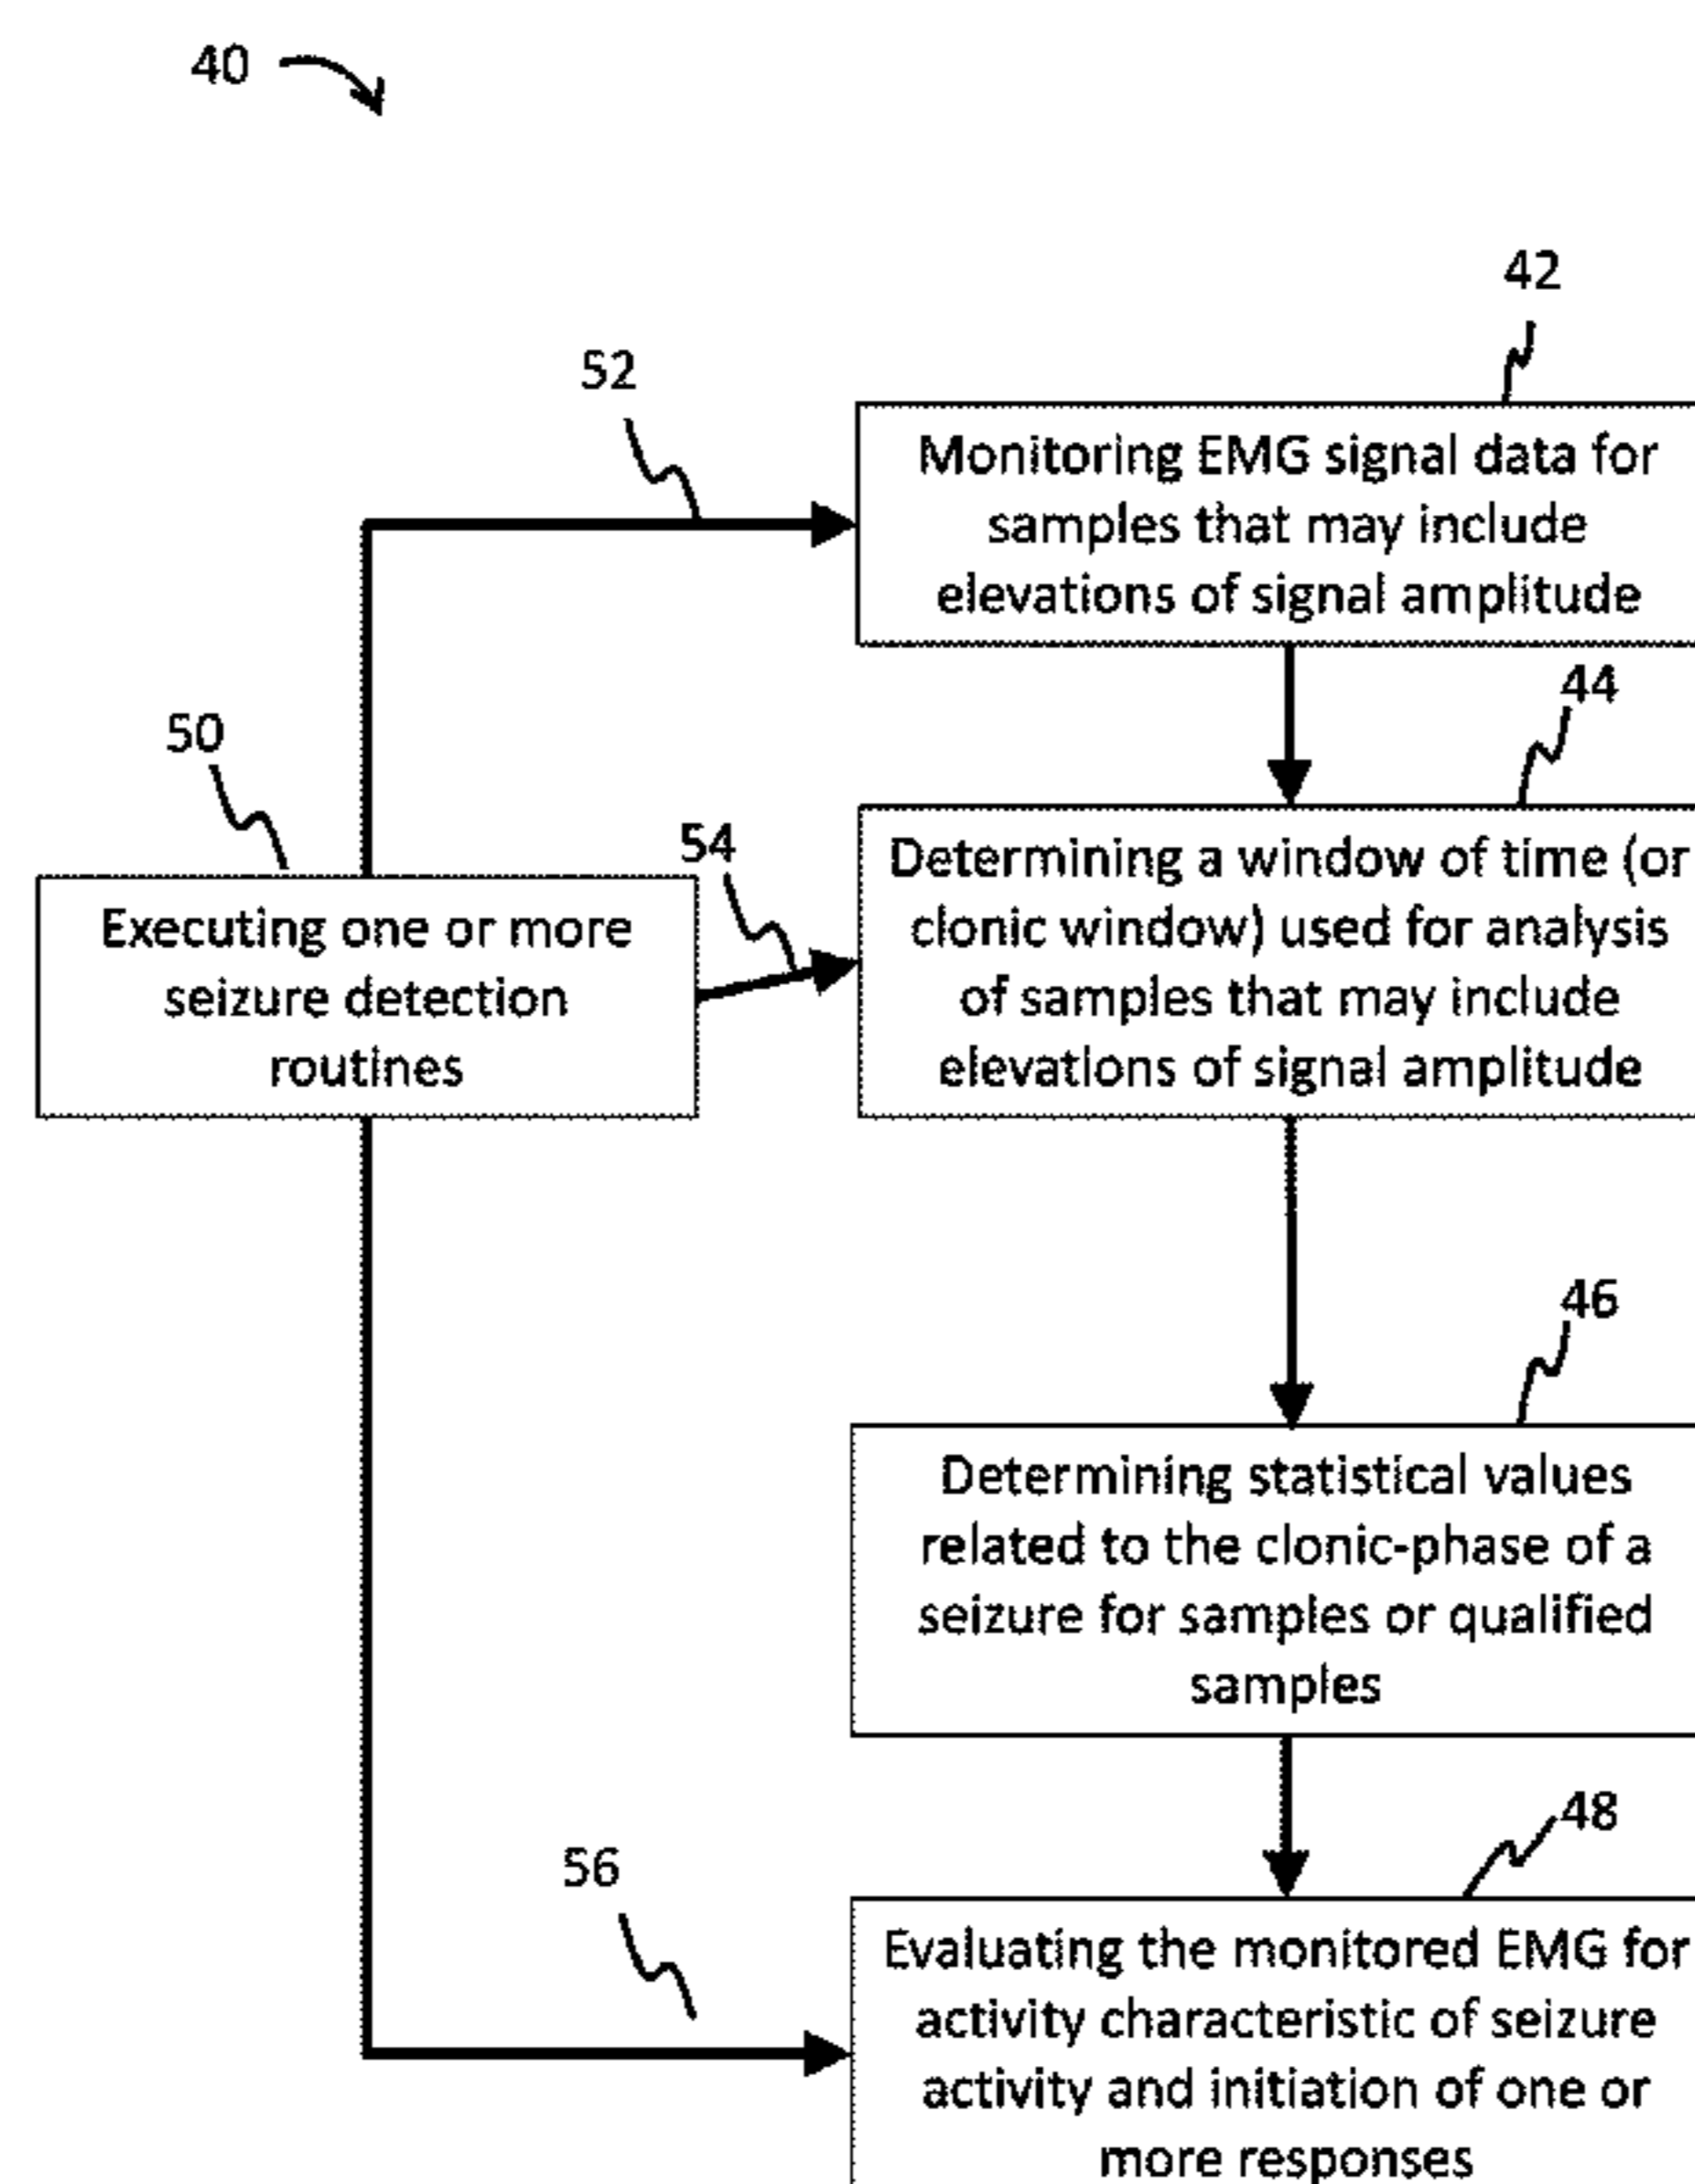 40
42
52
Monitoring EMG signal data for
samples that may include
elevations of signal amplitude
44
50
54
Determining a window of time (or
clonic window) used for analysis
of samples that may include
elevations of signal amplitude
Executing one or more
seizure detection
routines
46
Determining statistical values
related to the clonic-phase of a
seizure for samples or qualified
samples
48
56
Evaluating the monitored EMG for
activity characteristic of seizure
activity and initiation of one or
more responses